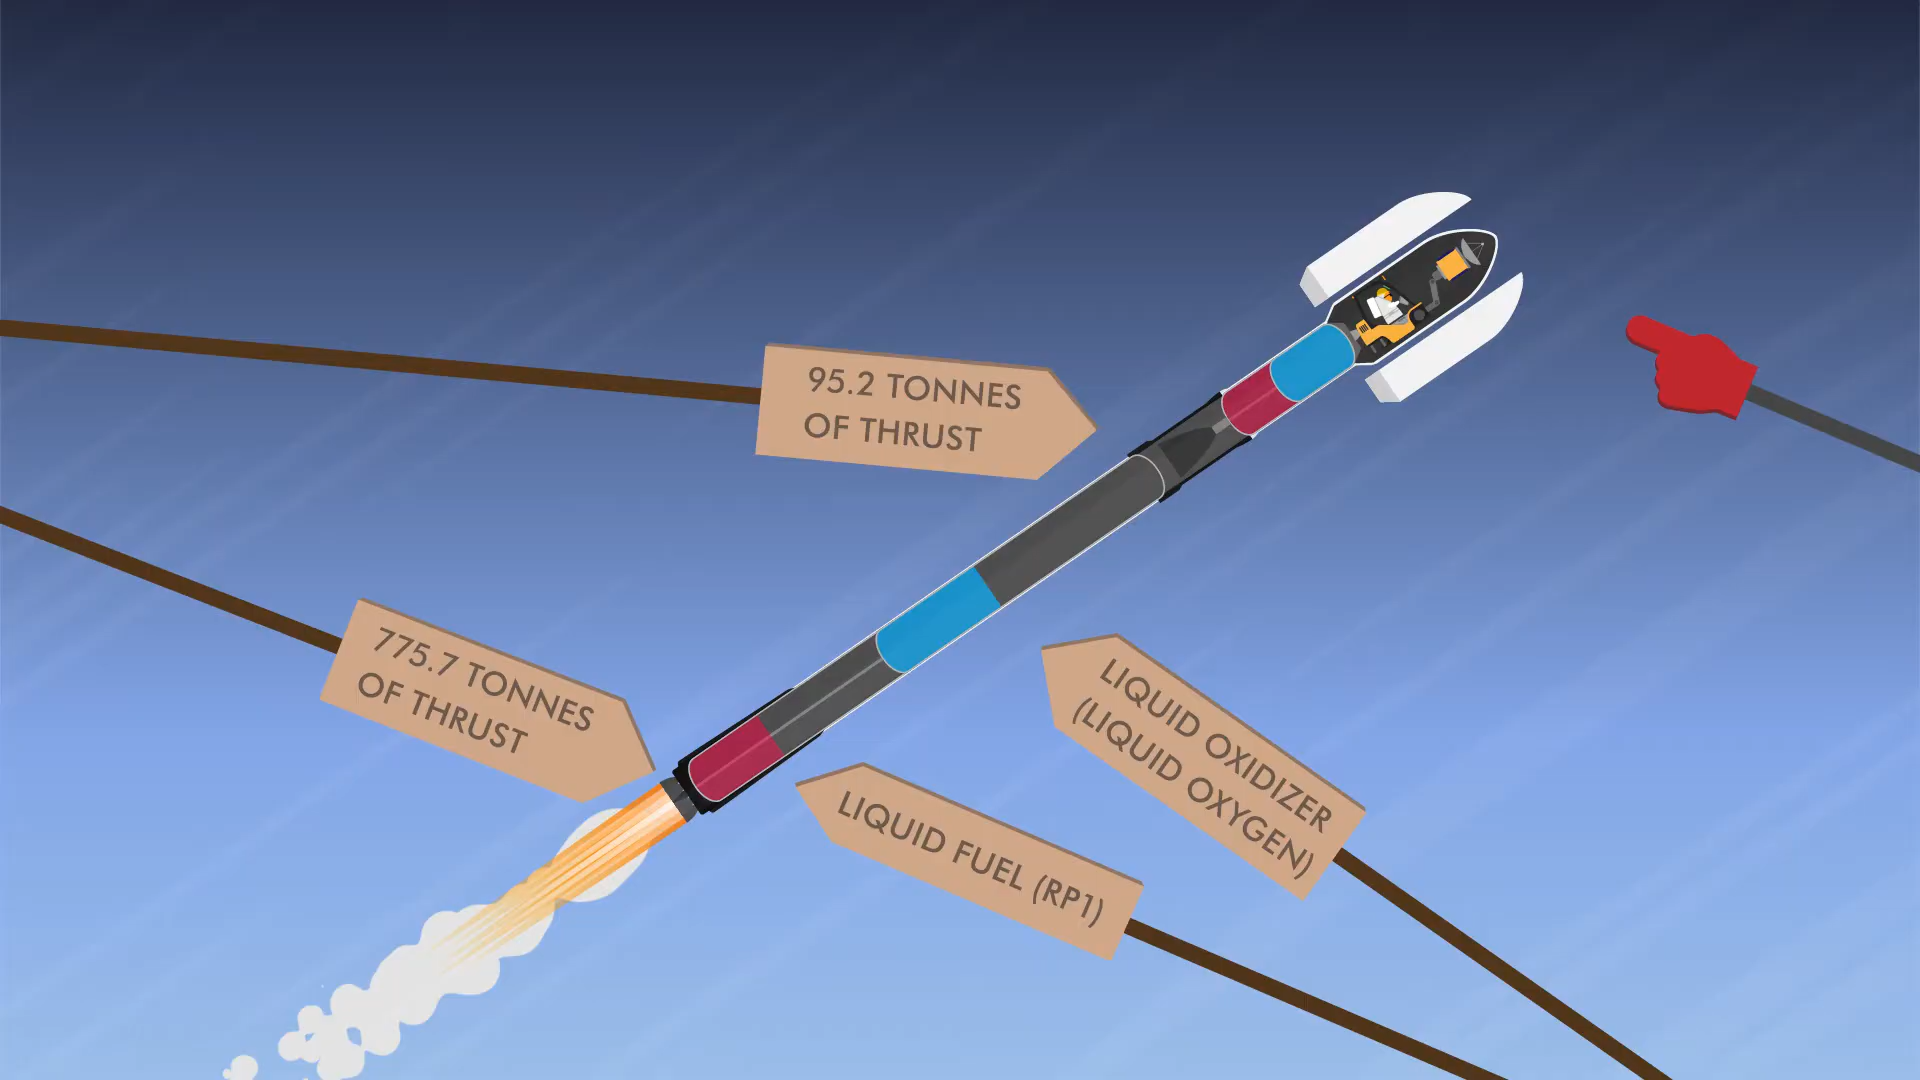 95.2 TONNES
OF THRUST
775.7 TONNES
OF THRUST
LIQUID OXIDIZER
(LIQUID OXYGEN)
LIQUID FUEL (RP1)